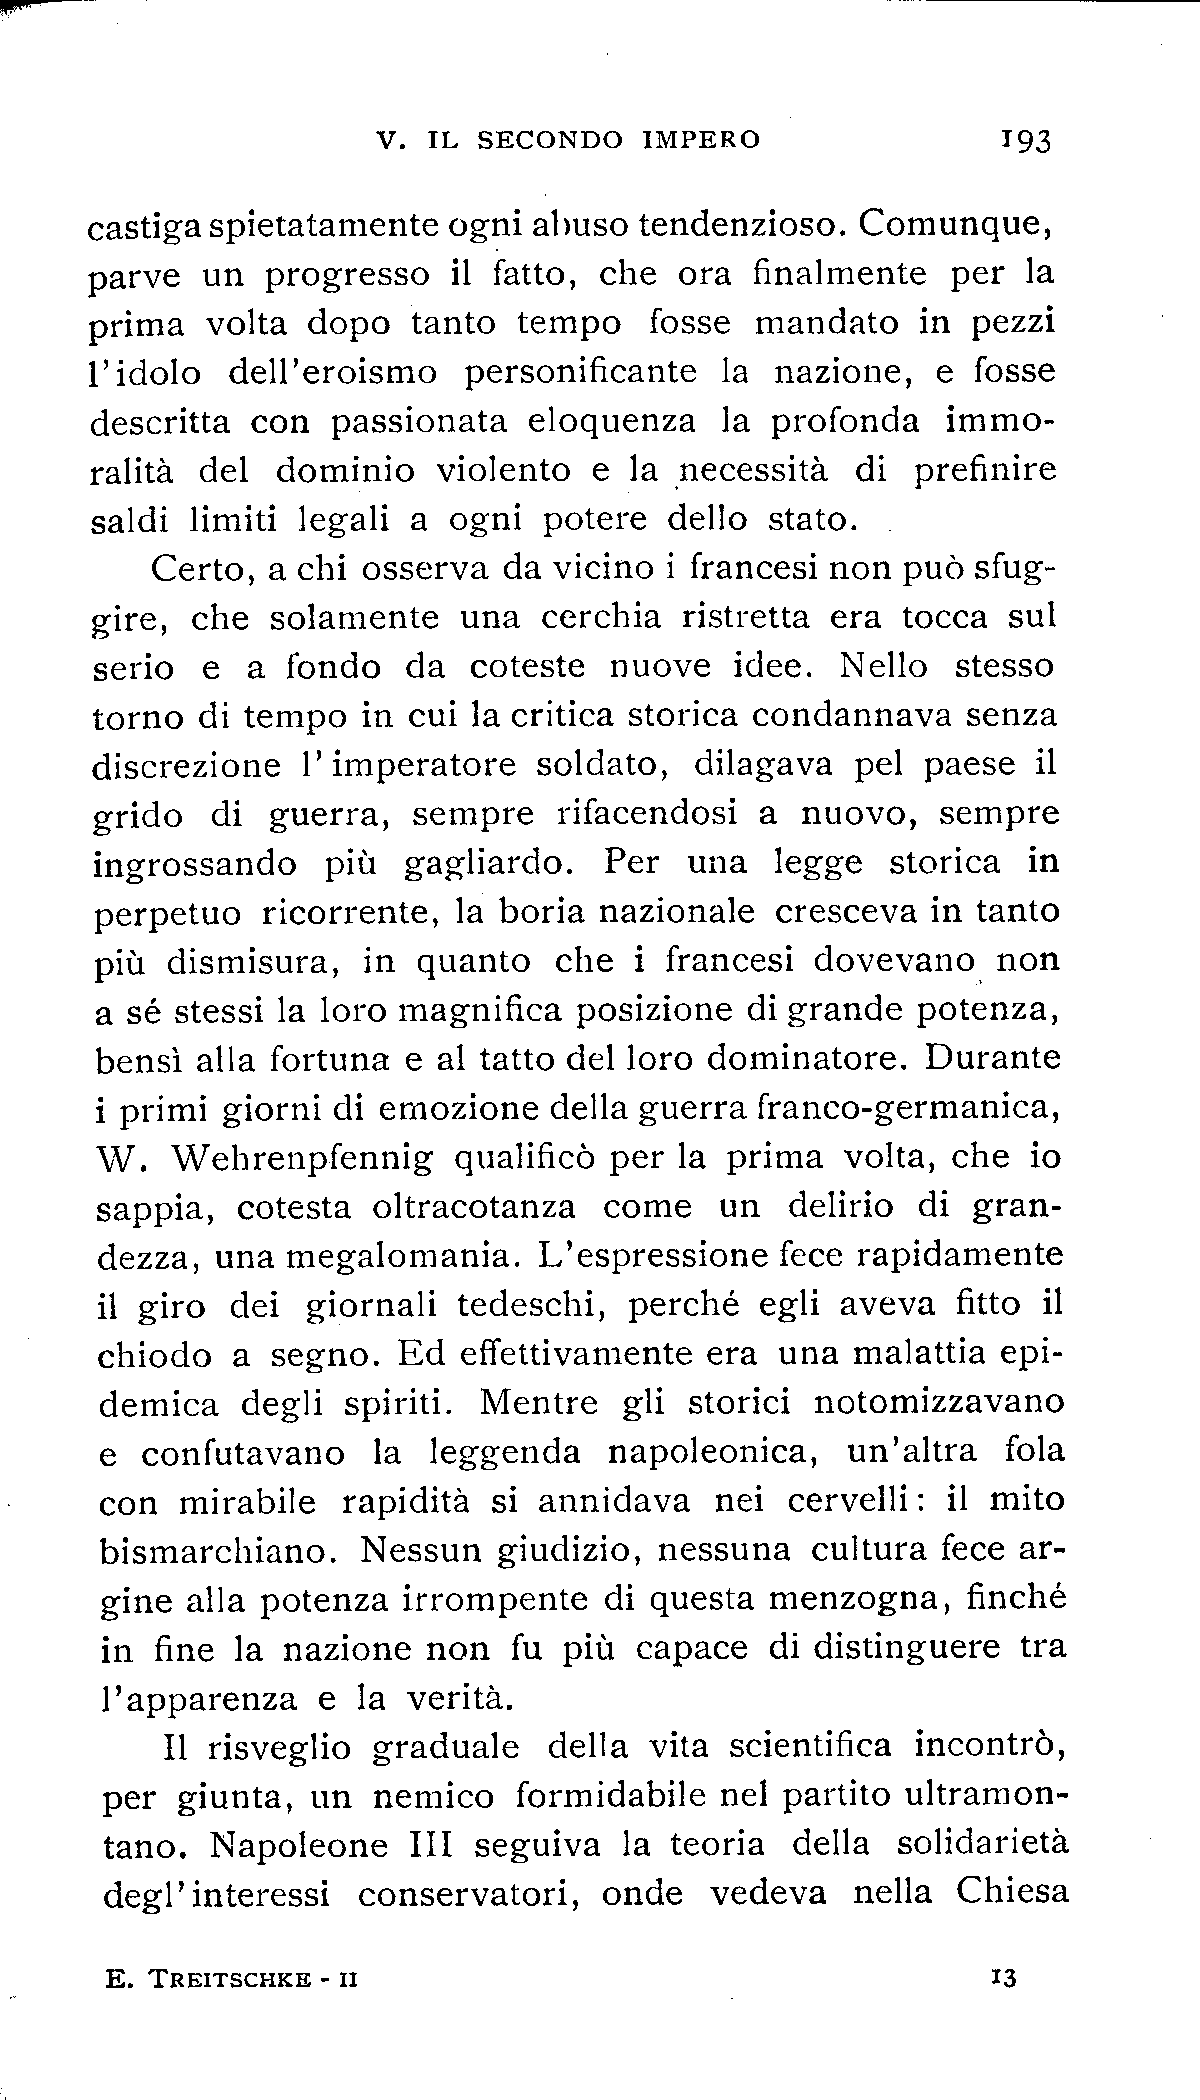 V. IL SECONDO IMPERO 193
castiga spietatamente ogni abuso tendenzioso. Comunque,
parve un progresso il fatto, che ora finalmente per la
prima volta dopo tanto tempo fosse mandato in pezzi
l'idolo dell'eroismo personificante la nazione, e fosse
descritta con passionata eloquenza la profonda immo-
ralità del dominio violento e la necessità di prefinire
saldi limiti legali a ogni potere dello stato.
Certo, a chi osserva da vicino i francesi non può sfug-
gire, che solamente una cerchia ristretta era tocca sul
serio e a fondo da coteste nuove idee. Nello stesso
torno di tempo in cui la critica storica condannava senza
discrezione l'imperatore soldato, dilagava pel paese il
grido di guerra, sempre rifacendosi a nuovo, sempre
ingrossando più gagliardo. Per una legge storica in
perpetuo ricorrente, la boria nazionale cresceva in tanto
più dismisura, in quanto che i francesi dovevano non
a sé stessi la loro magnifica posizione di grande potenza,
bensì alla fortuna e al tatto del loro dominatore. Durante
i primi giorni di emozione della guerra franco-germanica,
W. Wehrenpfennig qualificò per la prima volta, che io
sappia, cotesta oltracotanza come un delirio di gran-
dezza, una megalomania. L'espressione fece rapidamente
il giro dei giornali tedeschi, perché egli aveva fitto il
chiodo a segno. Ed effettivamente era una malattia epi-
demica degli spiriti. Mentre gli storici notomizzavano
e confutavano la leggenda napoleonica, un'altra fola
con mirabile rapidità si annidava nei cervelli: il mito
bismarchiano. Nessun giudizio, nessuna cultura fece ar-
gine alla potenza irrompente di questa menzogna, finché
in fine la nazione non fu più capace di distinguere tra
l'apparenza e la verità.
Il risveglio graduale della vita scientifica incontrò,
per giunta, un nemico formidabile nel partito ultramon-
tano. Napoleone III seguiva la teoria della solidarietà
degl'interessi conservatori, onde vedeva nella Chiesa
E. TREITSCHKE - II 13